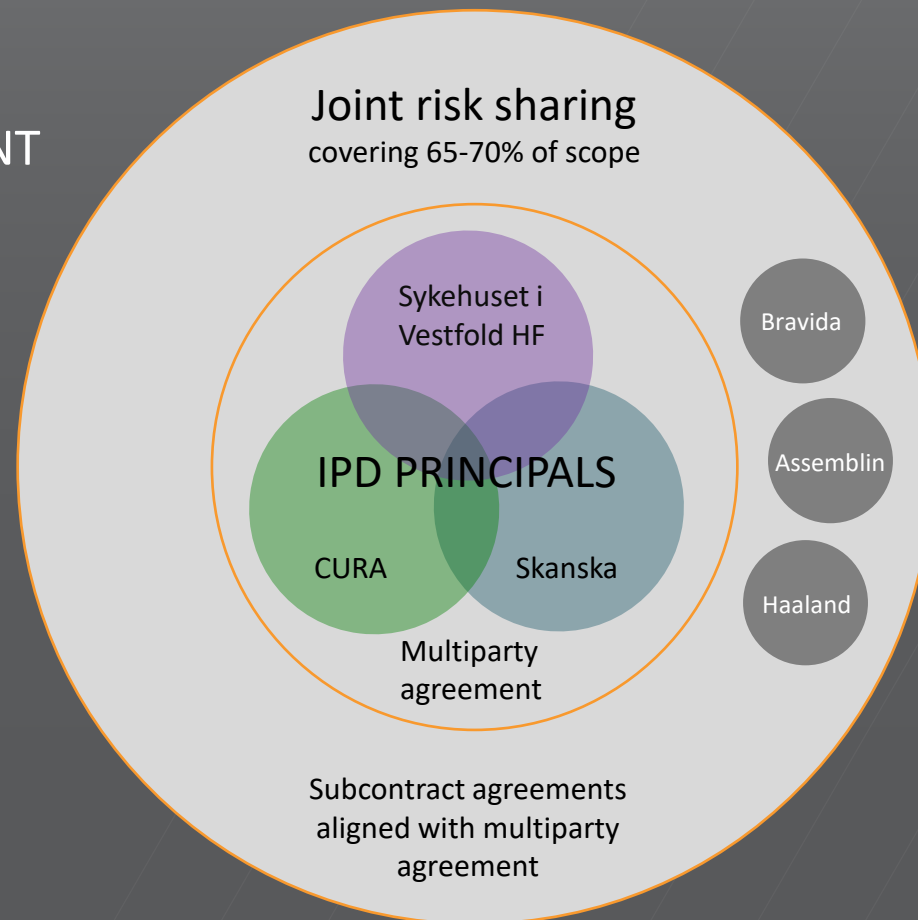 Joint risk sharing
covering 65-70% of scope
NT
Sykehuset i
Vestfold HF
Bravida
IPD PRINCIPALS
Assemblin
CURA
Skanska
Haaland
Multiparty
agreement
Subcontract agreements
aligned with multiparty
agreement